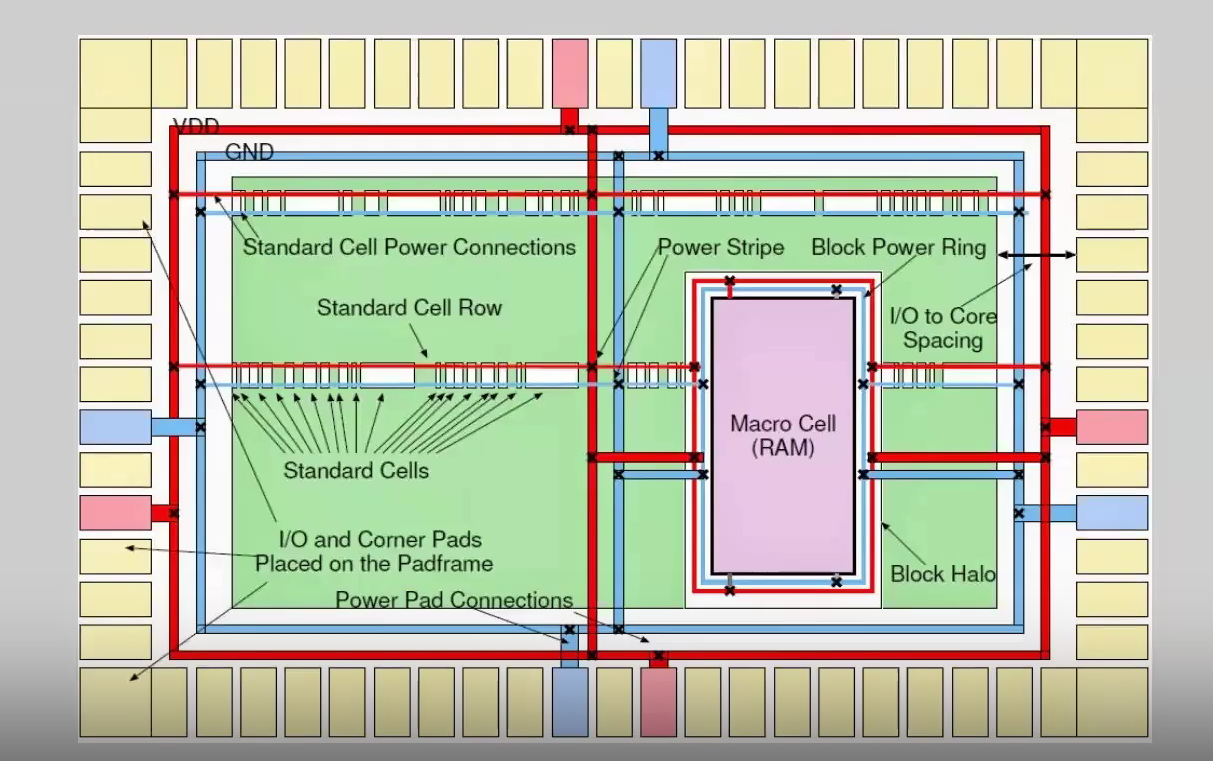 VDD
GND
Standard Cell Power Connections
Power Stripe
Block Power Ring
Standard Cell Row
I/O to Core
Spacing
Macro Cell
(RAM)
Standard Cells
I/O and Corner Pads
Placed on the Padframe
Block Halo
Power Pad Connections